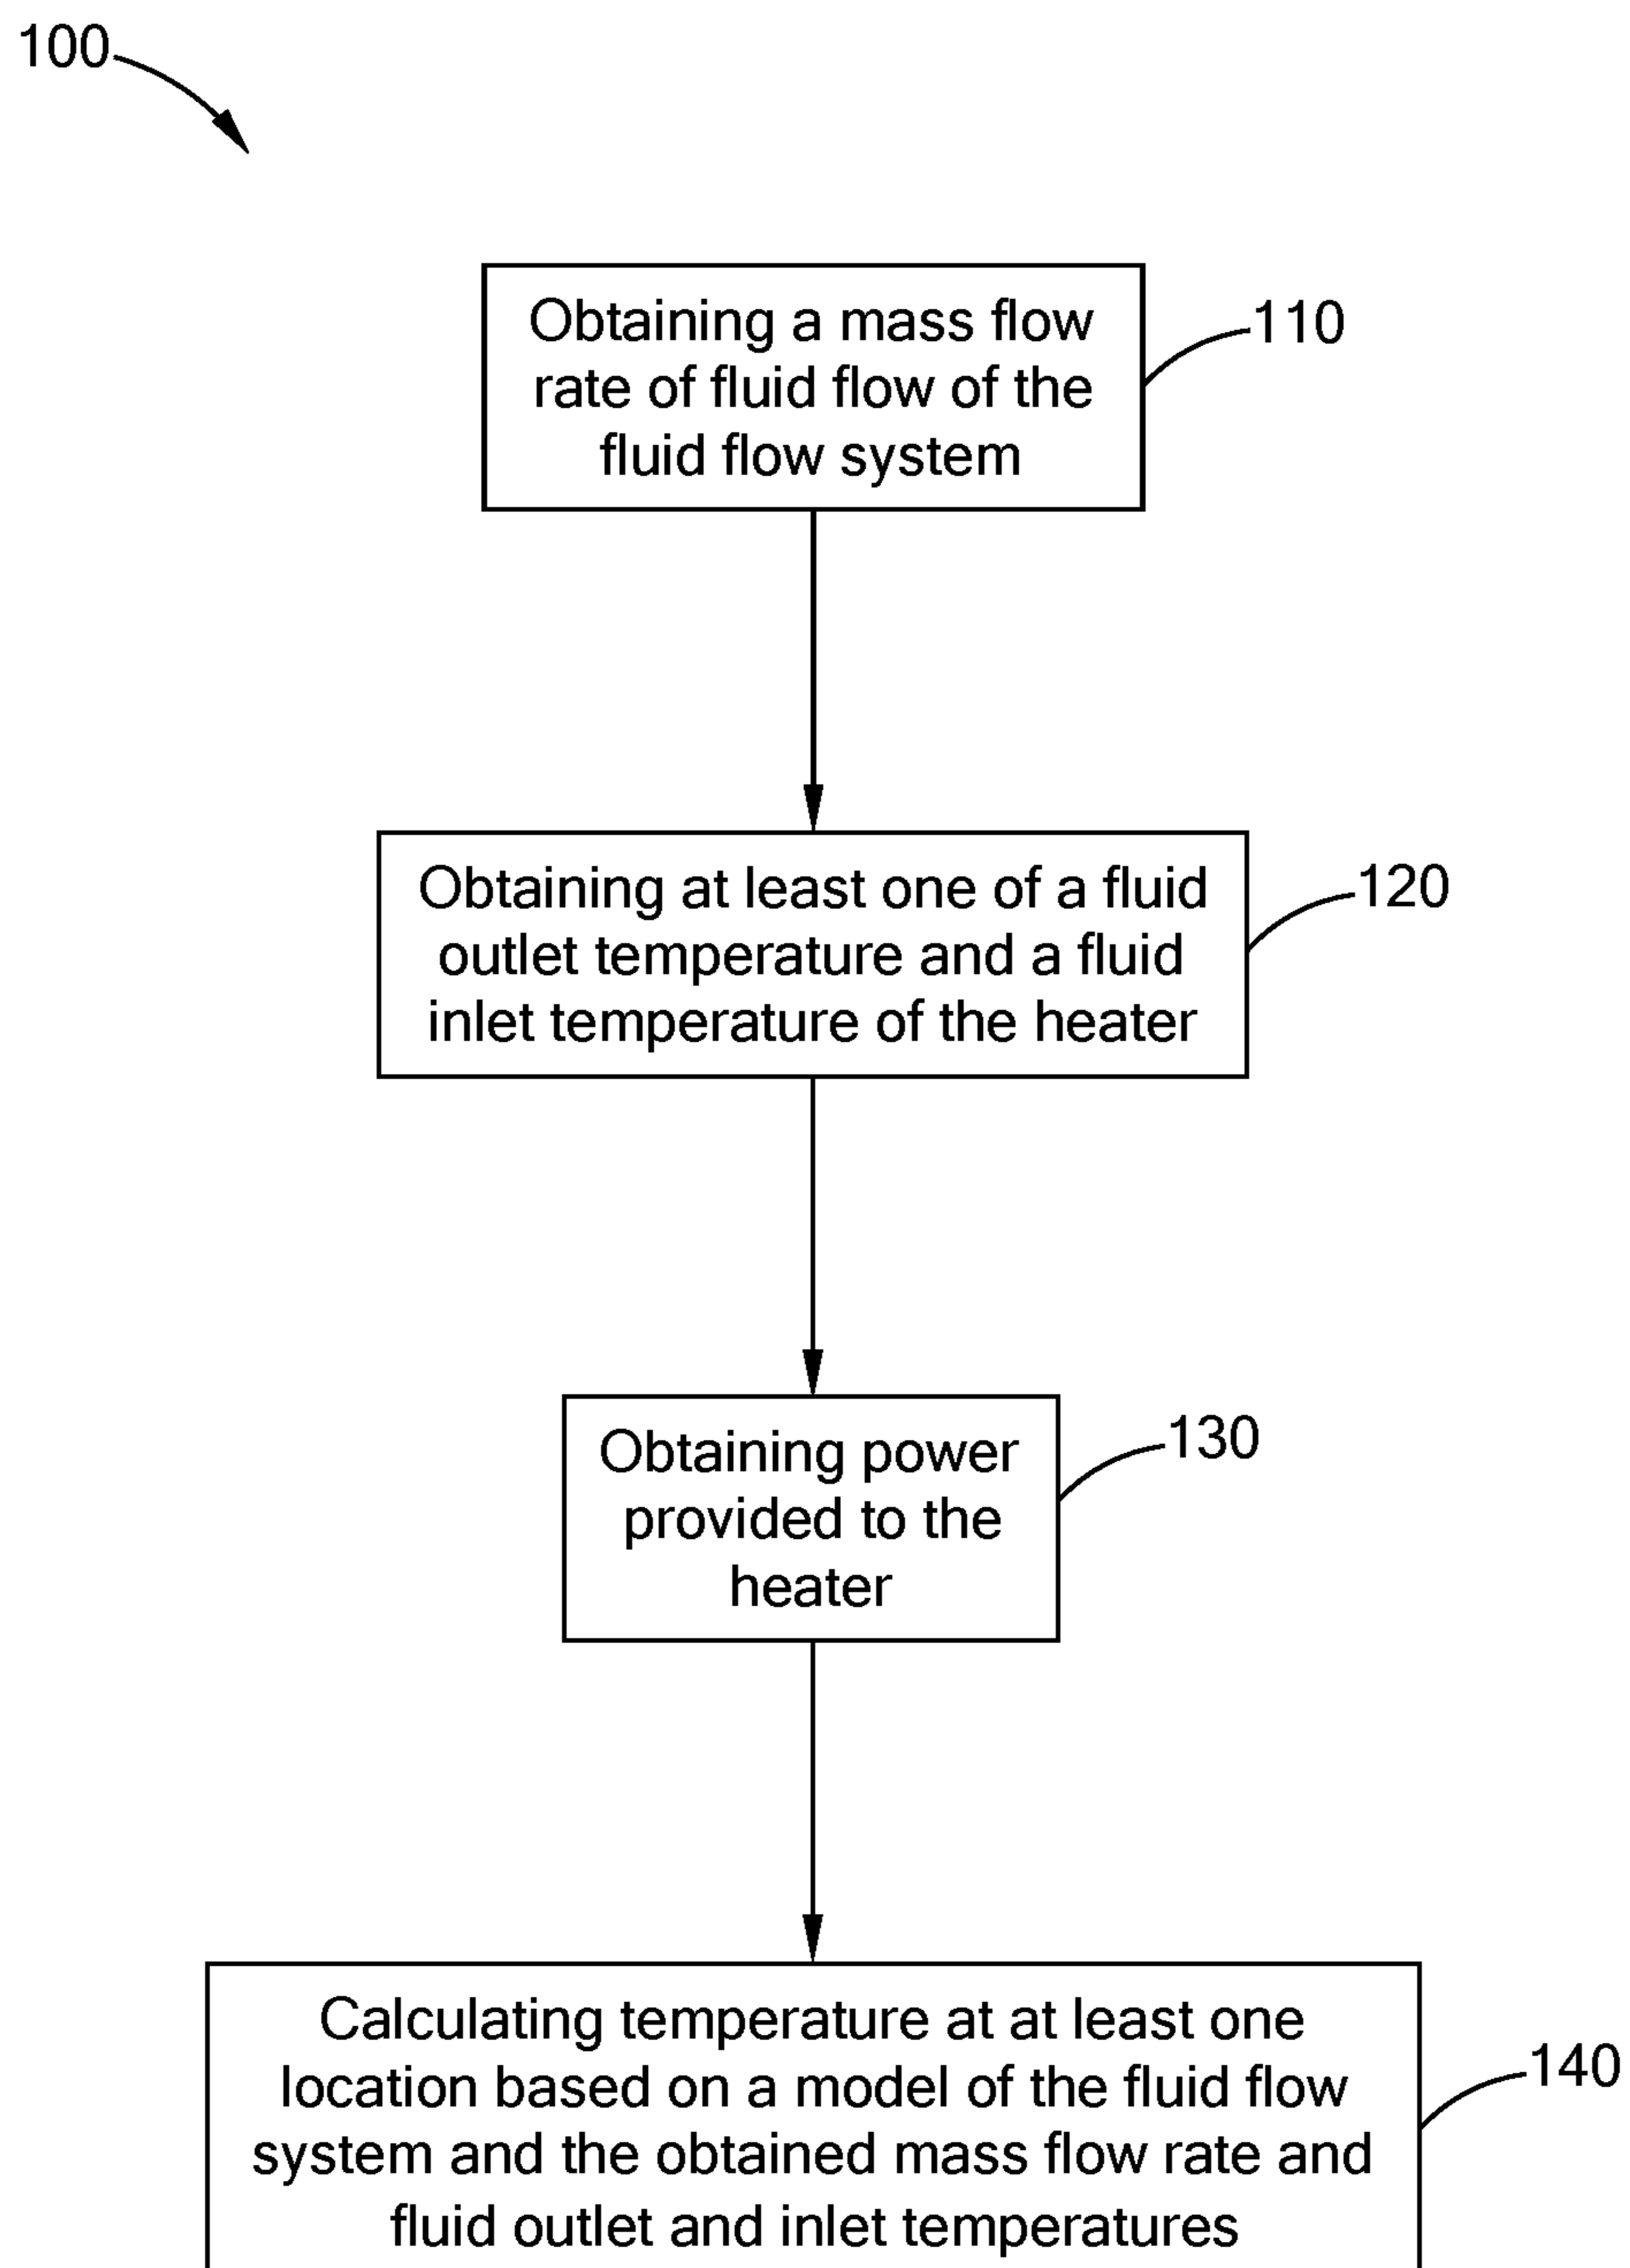 100
Obtaining a mass flow
rate of fluid flow of the
fluid flow system
110
Obtaining at least one of a fluid
outlet temperature and a fluid
inlet temperature of the heater
120
Obtaining power
provided to the
heater
130
Calculating temperature at at least one
location based on a model of the fluid flow
system and the obtained mass flow rate and
fluid outlet and inlet temperatures
140